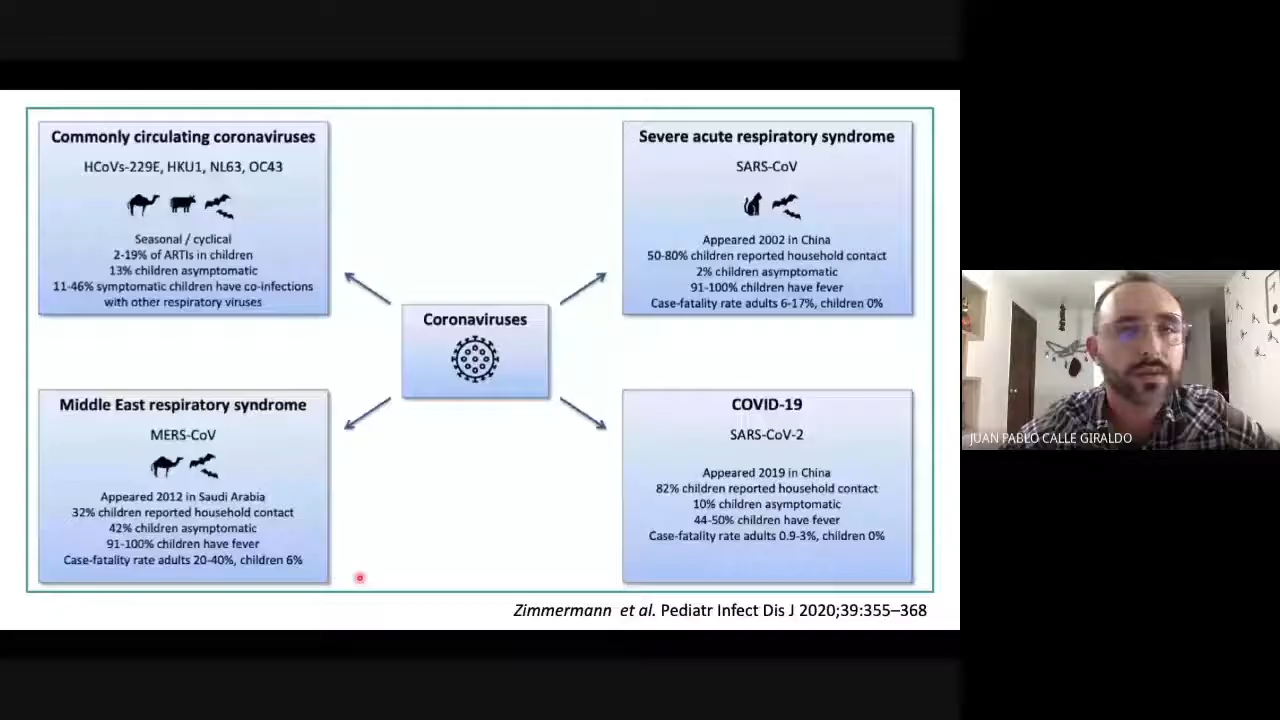 Commonly circulating coronaviruses
HCoVs-229E, HKU1, NL63, OC43
Seasonal / cyclical
2-19% of ARTIs in children
13% children asymptomatic
11-46% symptomatic children have co-infections
with other respiratory viruses
Severe acute respiratory syndrome
SARS-CoV
Appeared 2002 in China
50-80% children reported household contact
2% children asymptomatic
91-100% children have fever
Case-fatality rate adults 6-17%, children 0%
Coronaviruses
Middle East respiratory syndrome
MERS-CoV
Appeared 2012 in Saudi Arabia
32% children reported household contact
42% children asymptomatic
91-100% children have fever
Case-fatality rate adults 20-40%, children 6%
COVID-19
SARS-CoV-2
Appeared 2019 in China
82% children reported household contact
10% children asymptomatic
44-50% children have fever
Case-fatality rate adults 0.9-3%, children 0%
Zimmermann et al. Pediatr Infect Dis J 2020;39:355–368
JUAN PABLO CALLE GIRALDO